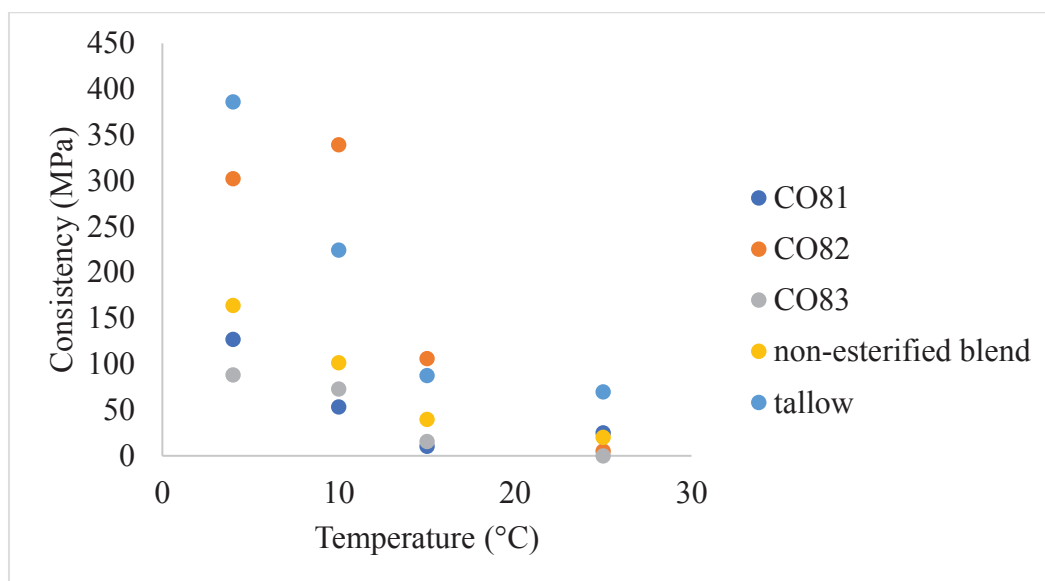 450
400
350
300
250
200
150
100
50
0
Consistency (MPa)
0 10 20 30
Temperature (°C)
CO81
CO82
CO83
non-esterified blend
tallow